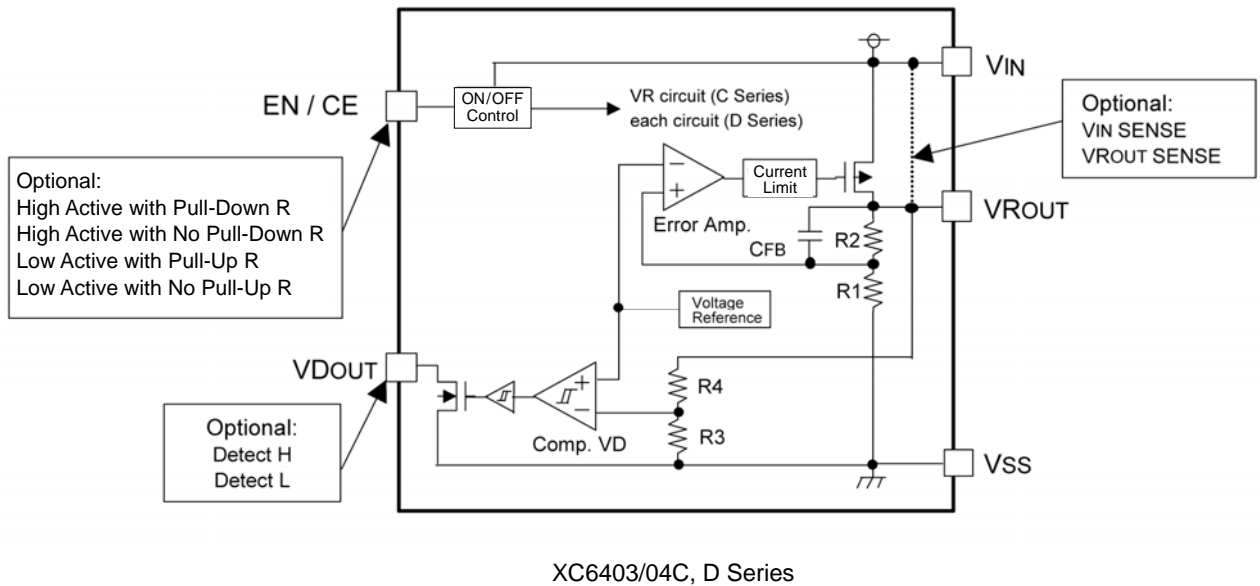 VIN
EN / CE
ON/OFF
Control
VR circuit (C Series)
each circuit (D Series)
Optional:
VIN SENSE
VROUT SENSE
Optional:
High Active with Pull-Down R
High Active with No Pull-Down R
Low Active with Pull-Up R
Low Active with No Pull-Up R
−
+
Error Amp.
Current
Limit
VROUT
CFB
R2
R1
Voltage
Reference
VDOUT
+
−
Comp. VD
R4
R3
Optional:
Detect H
Detect L
VSS
XC6403/04C, D Series